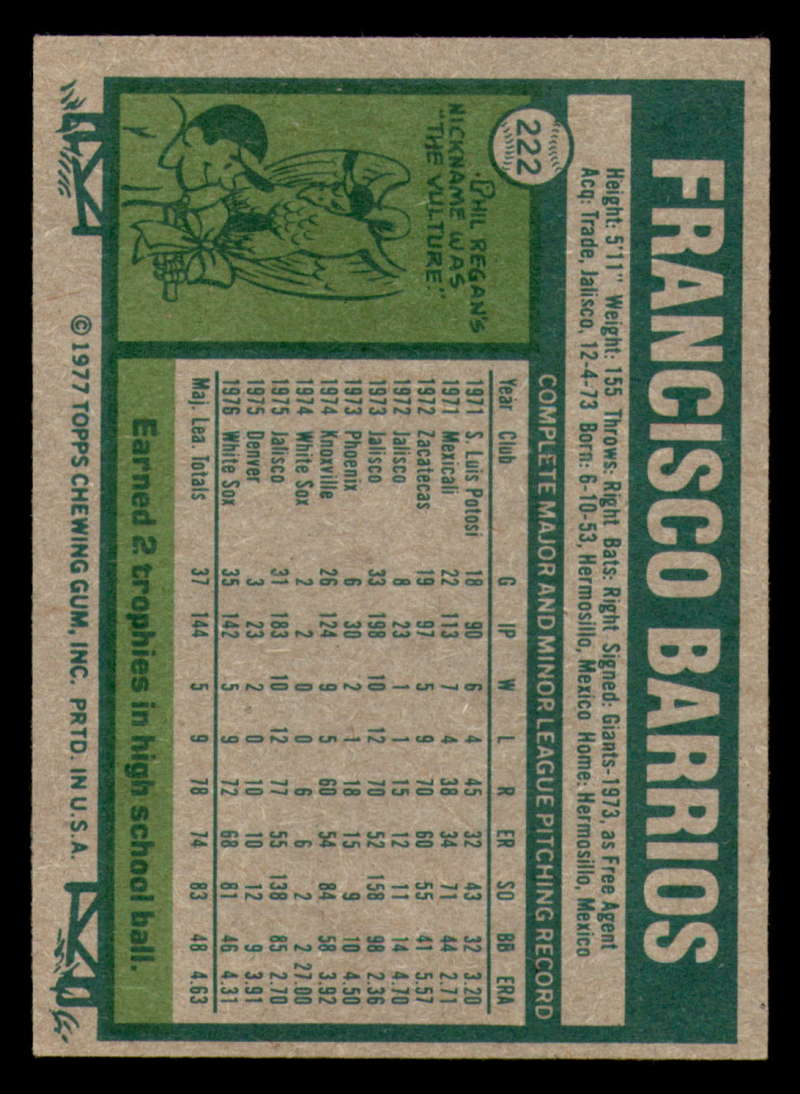 FRANCISCO BARRIOS
Height: 5'11" Weight: 155 Throws: Right Bats: Right Signed: Giants-1973, as Free Agent
Acq: Trade, Jalisco, 12-4-73 Born: 6-10-53, Hermosillo, Mexico Home: Hermosillo, Mexico
222
PHIL REGAN'S
NICKNAME WAS
"THE VULTURE."
COMPLETE MAJOR AND MINOR LEAGUE PITCHING RECORD
Year Club G IP W L R ER SO BB ERA
1971 S. Luis Potosi 18 90 6 4 45 32 43 32 3.20
1971 Mexicali 22 113 7 4 38 34 71 44 2.71
1972 Zacatecas 19 97 5 9 70 60 55 41 5.57
1972 Jalisco 8 23 1 1 15 12 11 14 4.70
1973 Jalisco 33 198 10 12 70 52 158 98 2.36
1973 Phoenix 6 30 2 1 18 15 9 10 4.50
1974 Knoxville 26 124 9 5 60 54 84 58 3.92
1974 White Sox 2 2 0 0 6 6 2 2 27.00
1975 Jalisco 31 183 10 12 77 55 138 85 2.70
1975 Denver 3 23 2 0 10 10 12 9 3.91
1976 White Sox 35 142 5 9 72 68 81 46 4.31
Maj. Lea. Totals 37 144 5 9 78 74 83 48 4.63
Earned 2 trophies in high school ball.
© 1977 TOPPS CHEWING GUM, INC. PRTD. IN U.S.A.